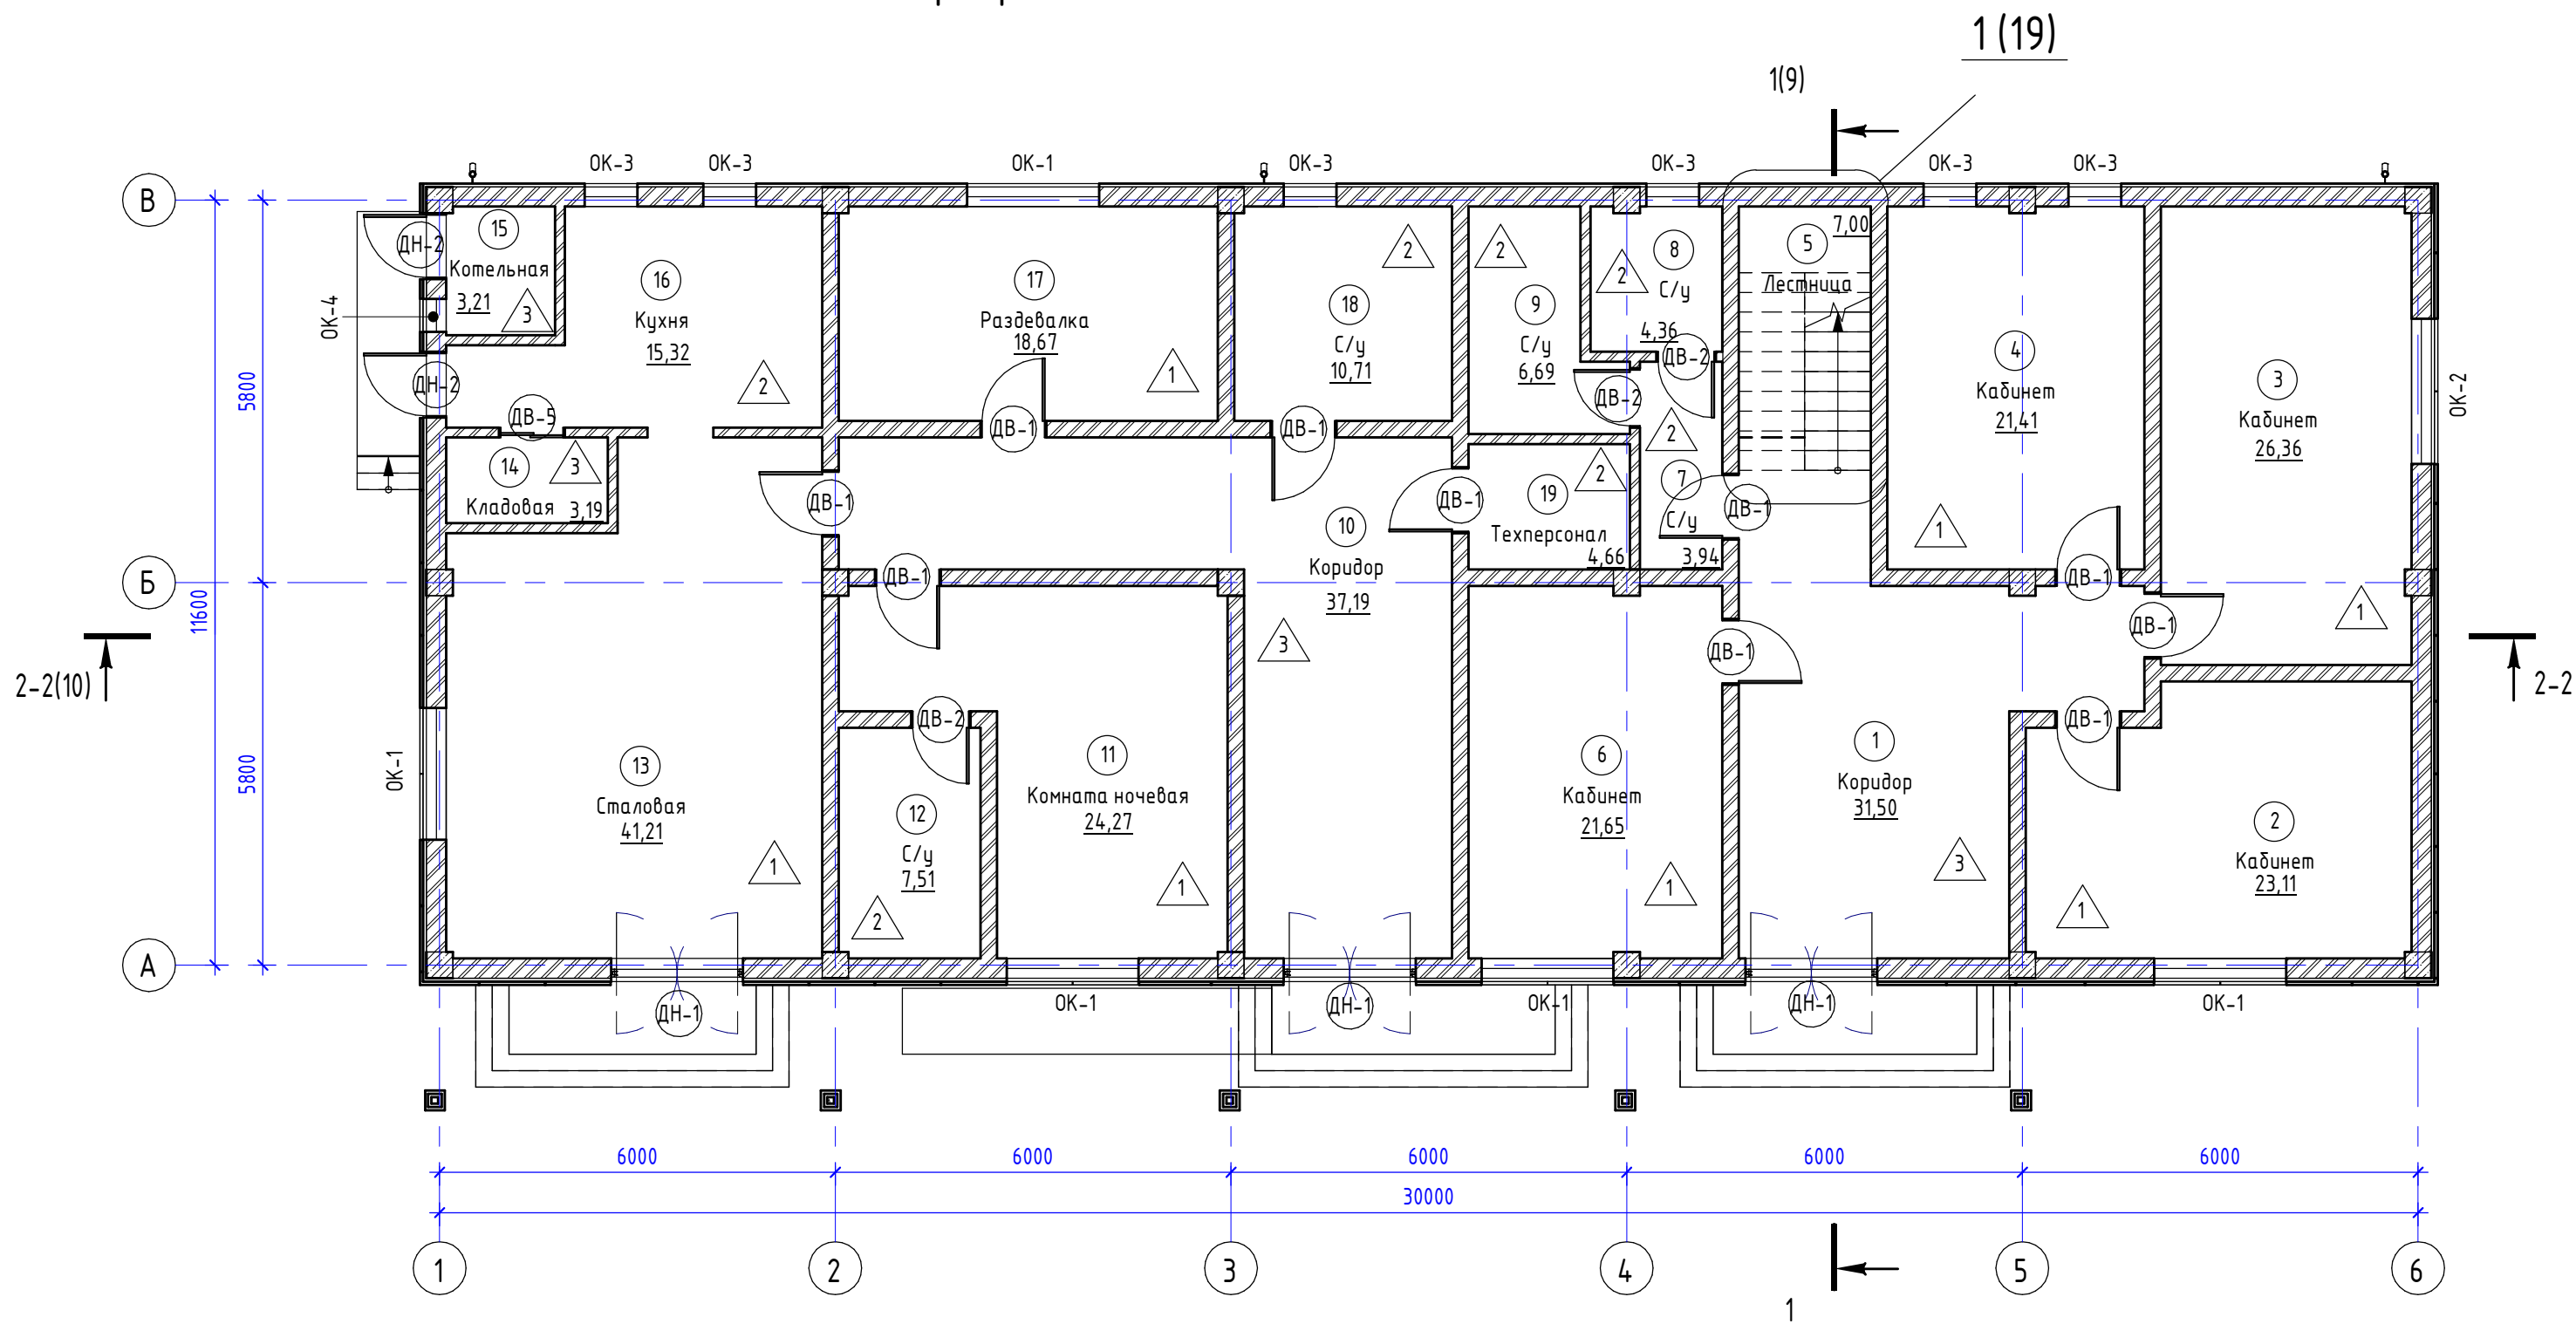 1 (19)
1(9)
ОК-3
ОК-3
ОК-1
ОК-3
ОК-3
ОК-3
ОК-3
В
ДН-2
15
Котельная
3,21
3
ОК-4
ДН-2
16
Кухня
15,32
2
17
Раздевалка
18,67
1
ДВ-1
2
18
С/у
10,71
ДВ-1
2
9
С/у
6,69
8
2
С/у
4,36
ДВ-2
ДВ-2
5
7,00
Лестница
4
Кабинет
21,41
1
3
Кабинет
26,36
ОК-2
5800
ДВ-5
14
3
Кладовая
3,19
ДВ-1
ДВ-1
10
Коридор
37,19
3
ДВ-1
19
2
Техперсонал
4,66
2
7
С/у
3,94
ДВ-1
ДВ-1
ДВ-1
1
Б
11600
2-2(10)
2-2
ДВ-1
ДВ-1
5800
ОК-1
13
Сталовая
41,21
1
ДВ-2
12
С/у
7,51
2
11
Комната ночевая
24,27
1
6
Кабинет
21,65
1
1
Коридор
31,50
3
2
Кабинет
23,11
1
А
ДН-1
ОК-1
ДН-1
ОК-1
ДН-1
ОК-1
6000
6000
6000
6000
6000
30000
1
2
3
4
5
6
1